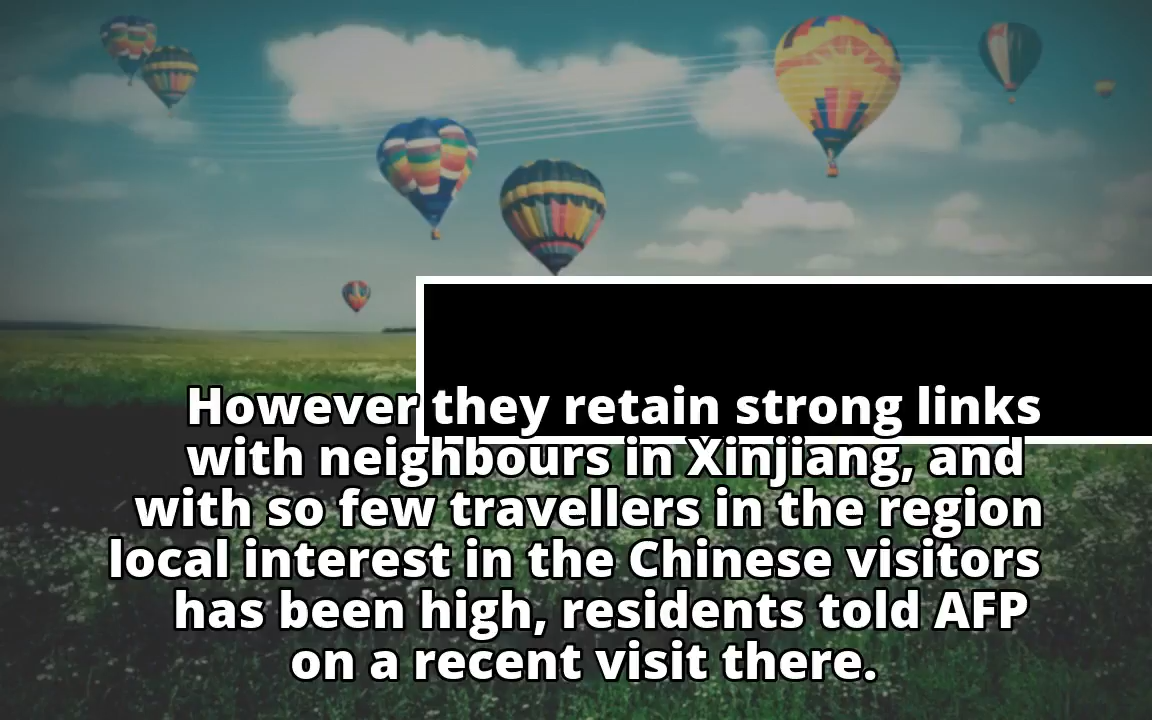 However they retain strong links
with neighbours in Xinjiang, and
with so few travellers in the region
local interest in the Chinese visitors
has been high, residents told AFP
on a recent visit there.